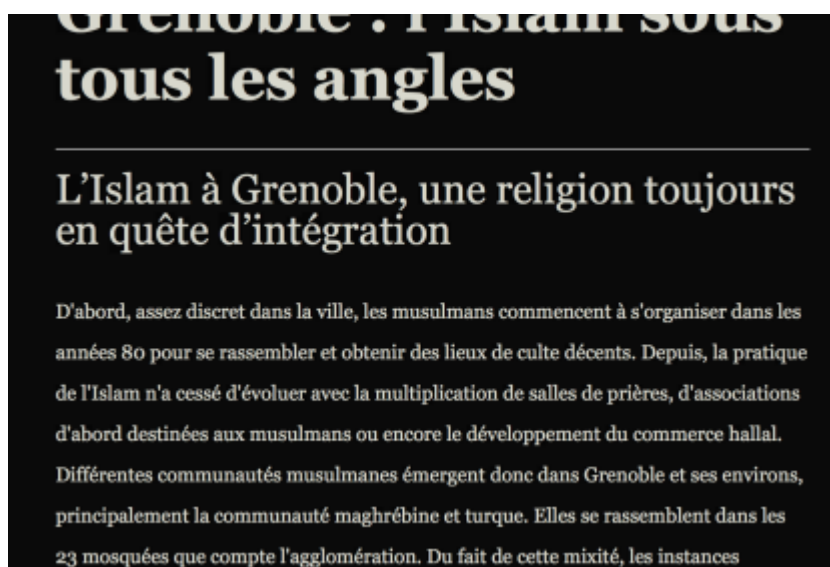 Grenoble : l'Islam sous
tous les angles
L’Islam à Grenoble, une religion toujours
en quête d’intégration
D'abord, assez discret dans la ville, les musulmans commencent à s'organiser dans les
années 80 pour se rassembler et obtenir des lieux de culte décents. Depuis, la pratique
de l'Islam n'a cessé d'évoluer avec la multiplication de salles de prières, d'associations
d'abord destinées aux musulmans ou encore le développement du commerce hallal.
Différentes communautés musulmanes émergent donc dans Grenoble et ses environs,
principalement la communauté maghrébine et turque. Elles se rassemblent dans les
23 mosquées que compte l'agglomération. Du fait de cette mixité, les instances